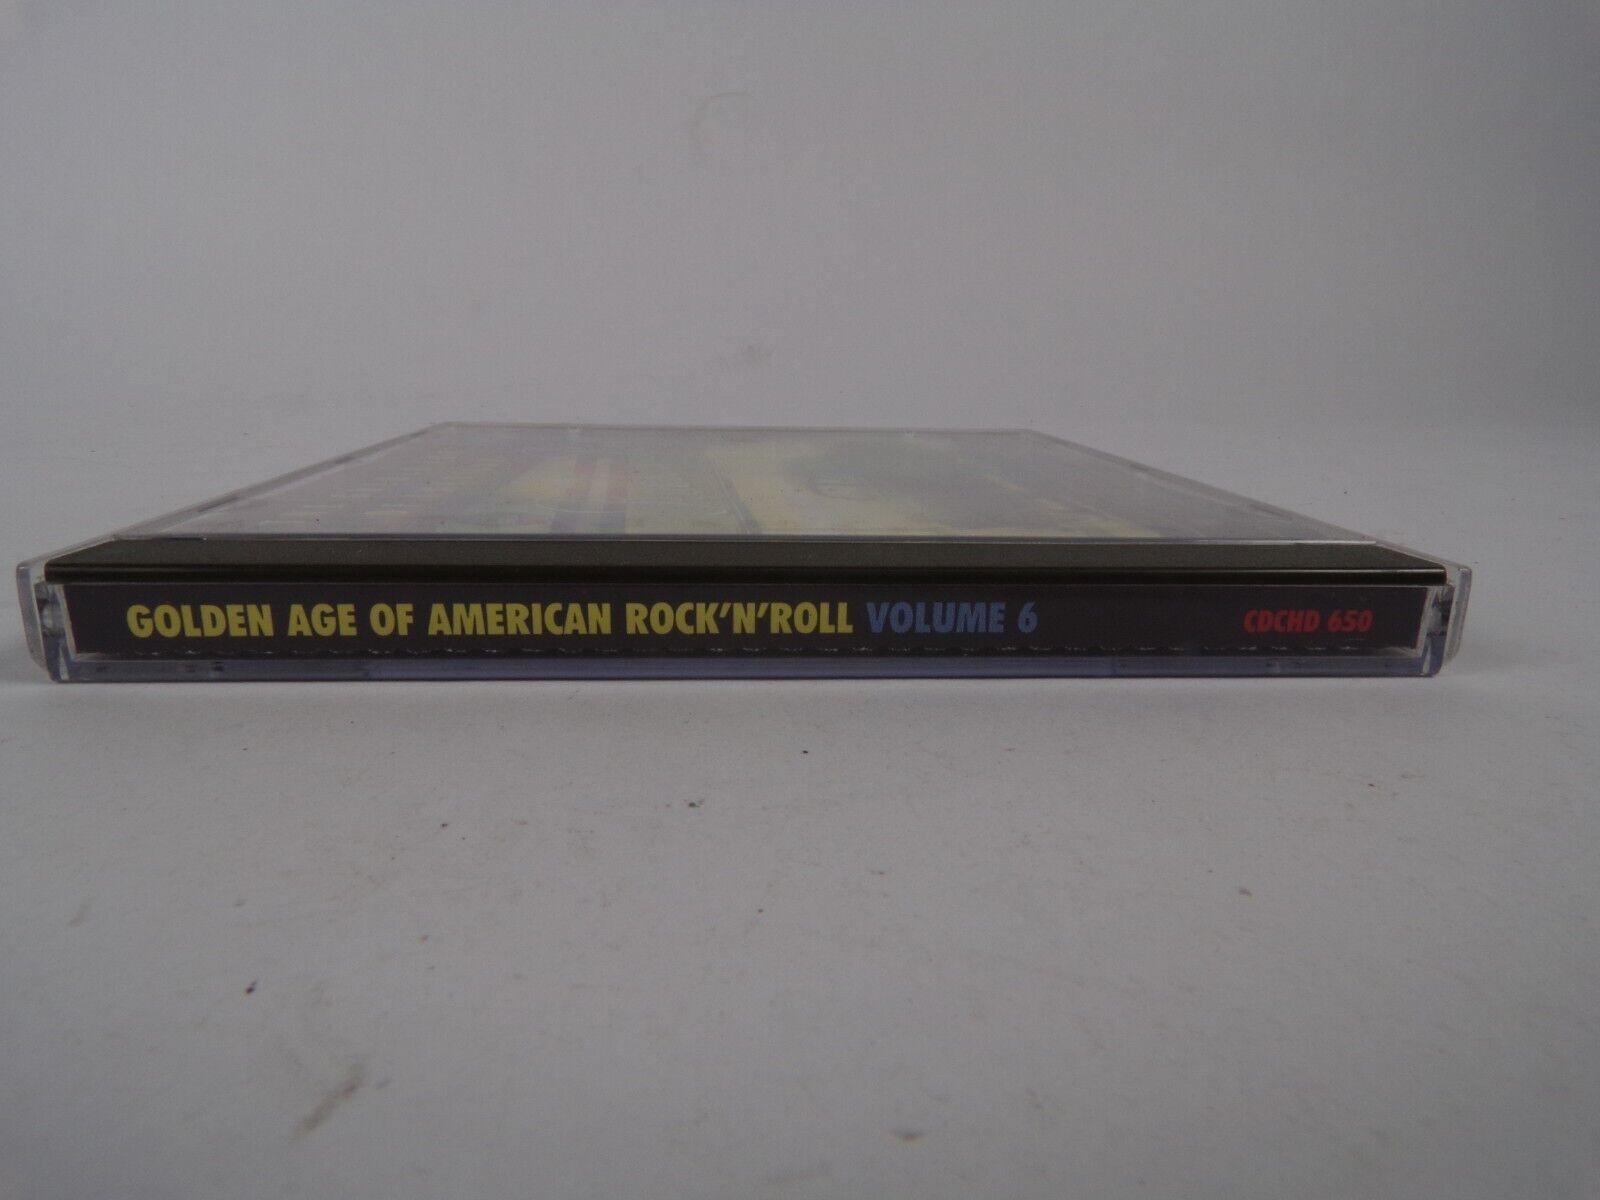 GOLDEN AGE OF AMERICAN ROCK'N'ROLL VOLUME 6 CDCHD 650